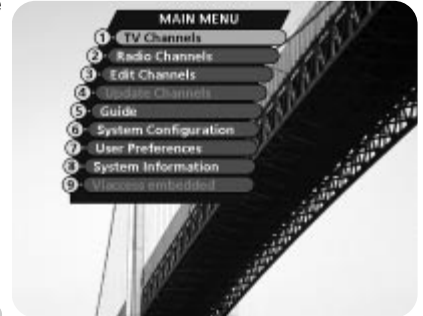 MAIN MENU
1 TV Channels
2 Radio Channels
3 Edit Channels
4 Update Channels
5 Guide
6 System Configuration
7 User Preferences
8 System Information
9 Viaccess embedded